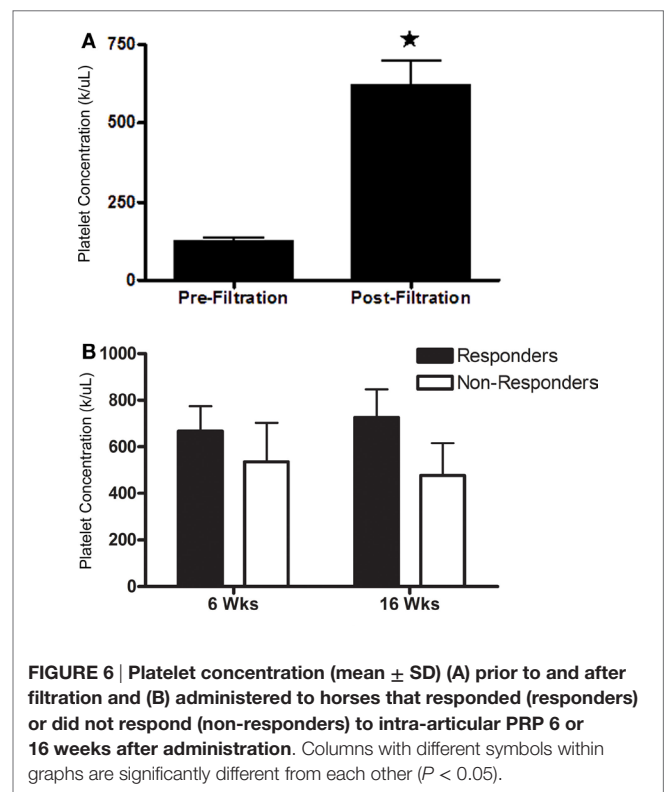 A
Platelet Concentration (k/uL)
750
500
250
0
Pre-Filtration Post-Filtration
★
B
Platelet Concentration (k/uL)
1000
800
600
400
200
0
6 Wks 16 Wks
Responders
Non-Responders
FIGURE 6 | Platelet concentration (mean ± SD) (A) prior to and after
filtration and (B) administered to horses that responded (responders)
or did not respond (non-responders) to intra-articular PRP 6 or
16 weeks after administration. Columns with different symbols within
graphs are significantly different from each other (P < 0.05).